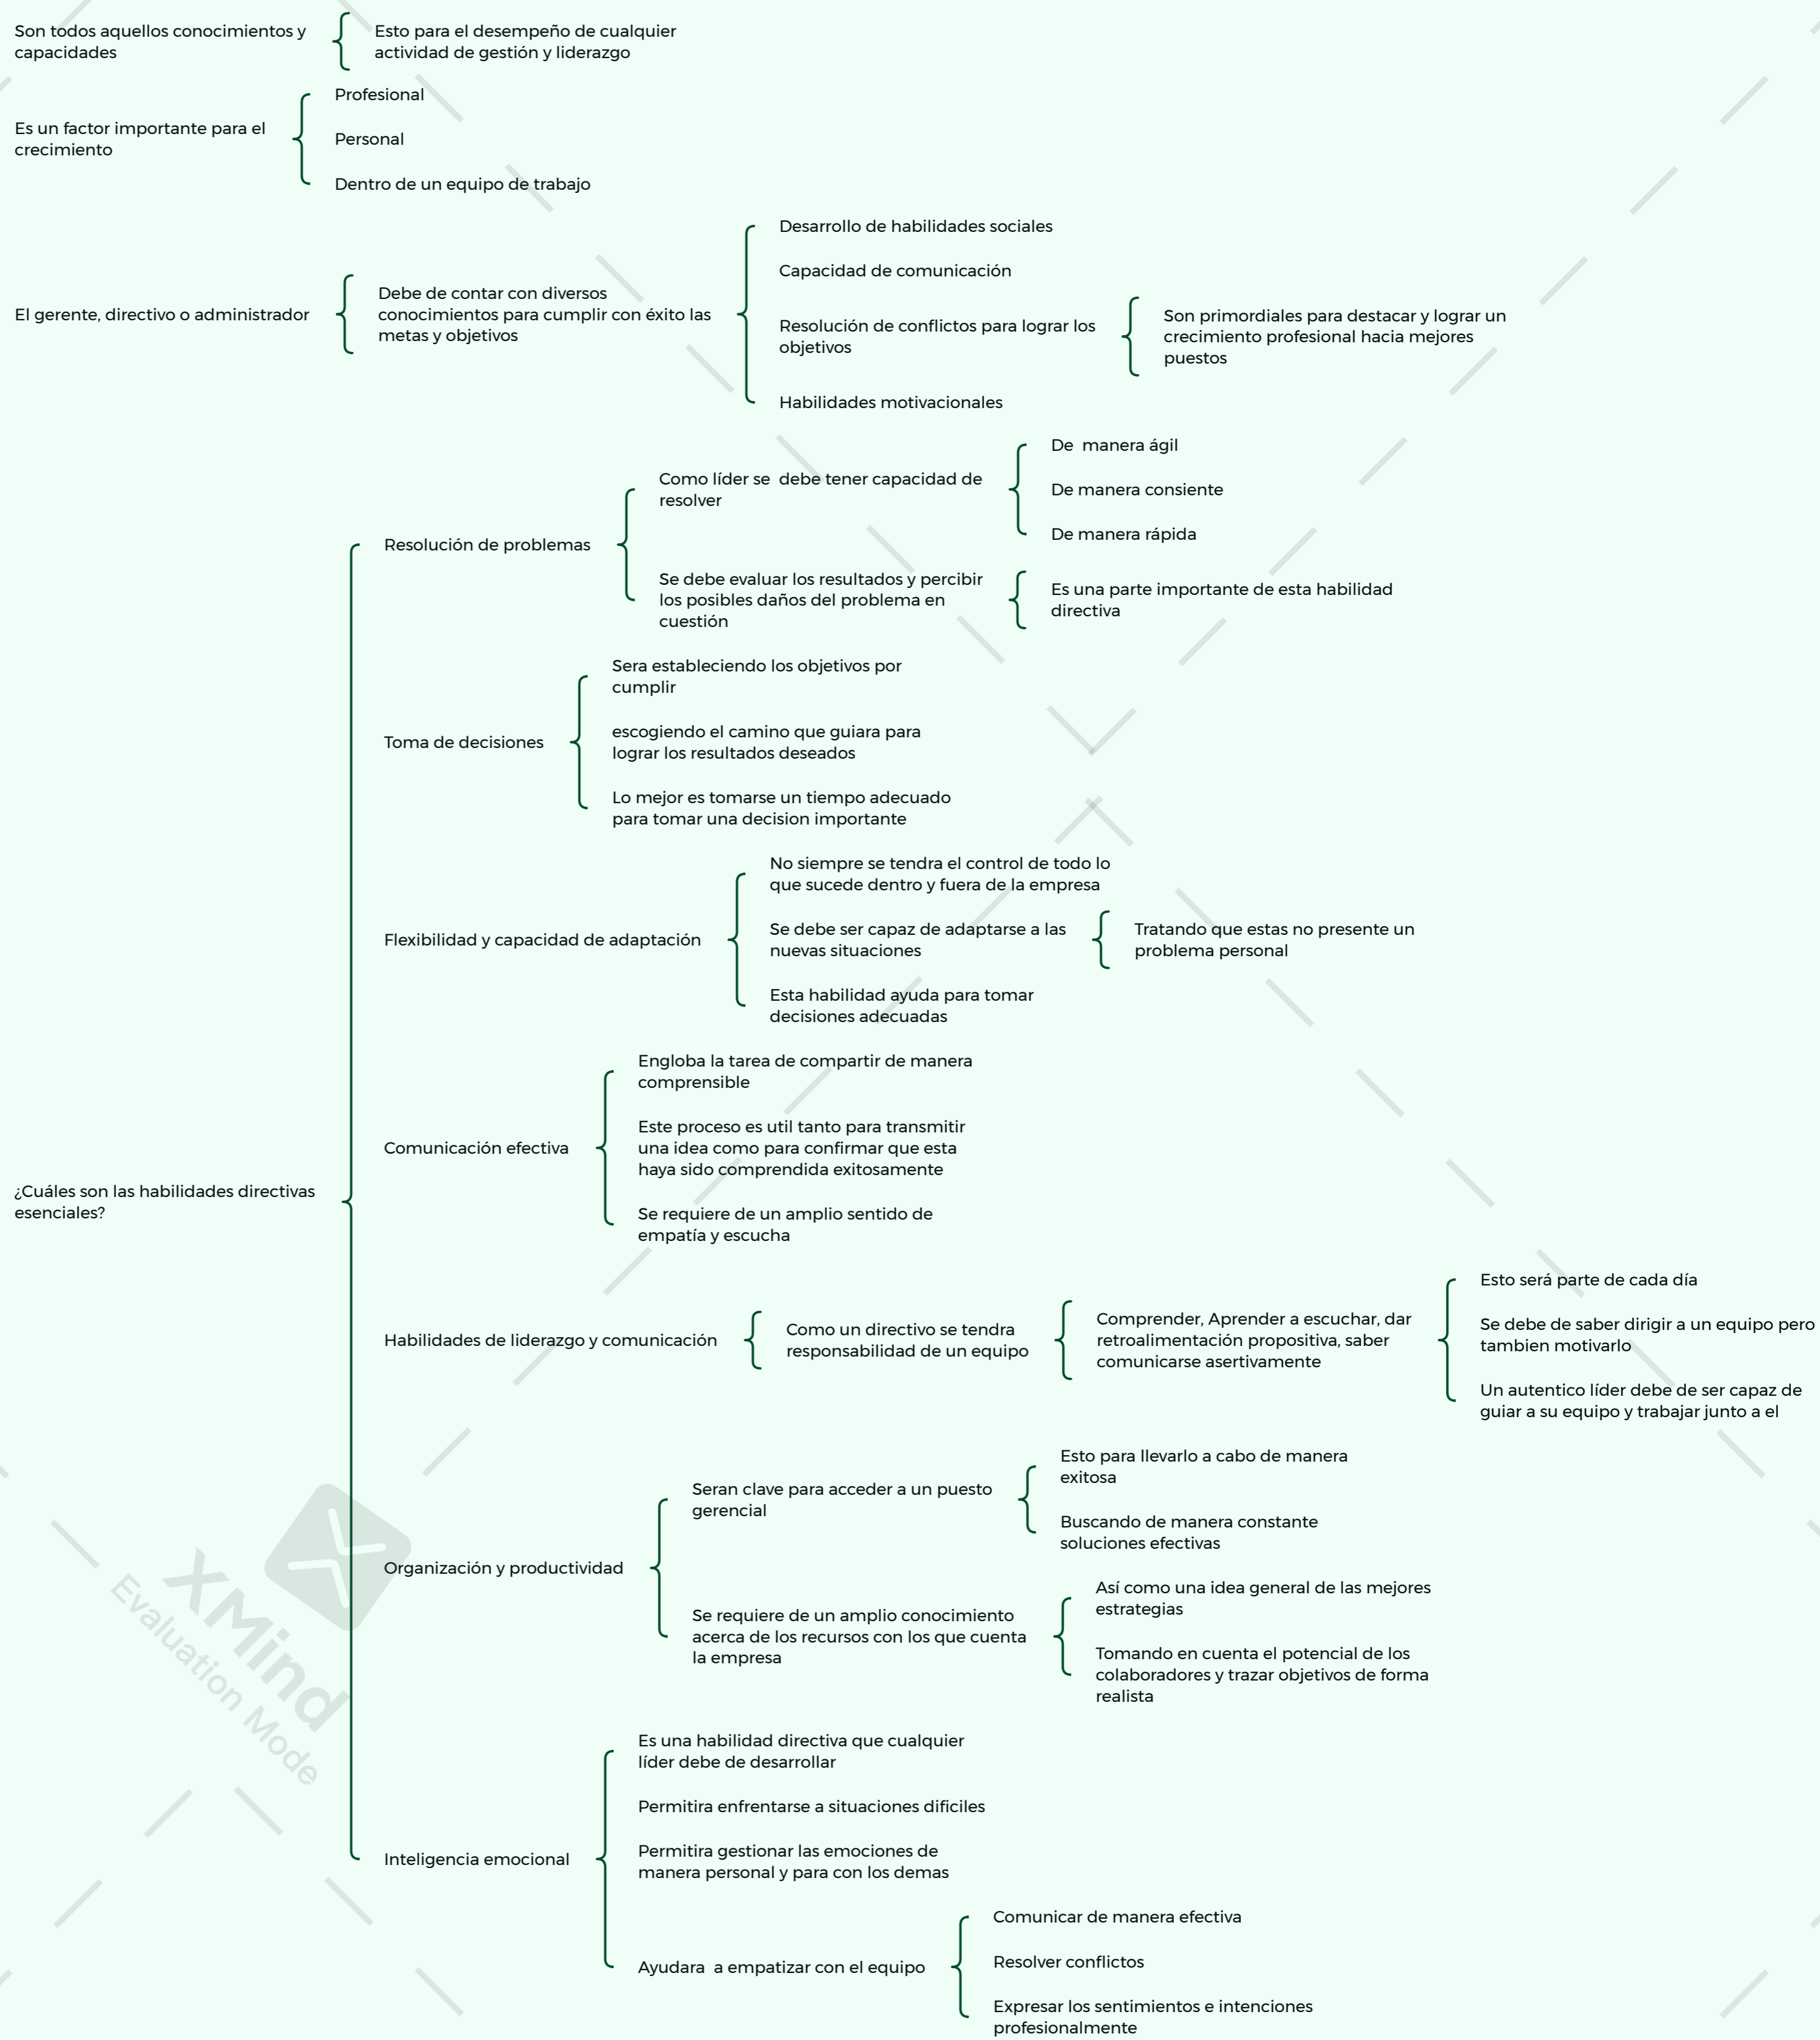 Son todos aquellos conocimientos y
capacidades
Esto para el desempeño de cualquier
actividad de gestión y liderazgo
Es un factor importante para el
crecimiento
Profesional
Personal
Dentro de un equipo de trabajo
El gerente, directivo o administrador
Debe de contar con diversos
conocimientos para cumplir con éxito las
metas y objetivos
Desarrollo de habilidades sociales
Capacidad de comunicación
Resolución de conflictos para lograr los
objetivos
Son primordiales para destacar y lograr un
crecimiento profesional hacia mejores
puestos
Habilidades motivacionales
¿Cuáles son las habilidades directivas
esenciales?
Resolución de problemas
Como líder se  debe tener capacidad de
resolver
De  manera ágil
De manera consiente
De manera rápida
Se debe evaluar los resultados y percibir
los posibles daños del problema en
cuestión
Es una parte importante de esta habilidad
directiva
Toma de decisiones
Sera estableciendo los objetivos por
cumplir
escogiendo el camino que guiara para
lograr los resultados deseados
Lo mejor es tomarse un tiempo adecuado
para tomar una decision importante
Flexibilidad y capacidad de adaptación
No siempre se tendra el control de todo lo
que sucede dentro y fuera de la empresa
Se debe ser capaz de adaptarse a las
nuevas situaciones
Tratando que estas no presente un
problema personal
Esta habilidad ayuda para tomar
decisiones adecuadas
Comunicación efectiva
Engloba la tarea de compartir de manera
comprensible
Este proceso es util tanto para transmitir
una idea como para confirmar que esta
haya sido comprendida exitosamente
Se requiere de un amplio sentido de
empatía y escucha
Habilidades de liderazgo y comunicación
Como un directivo se tendra
responsabilidad de un equipo
Comprender, Aprender a escuchar, dar
retroalimentación propositiva, saber
comunicarse asertivamente
Esto será parte de cada día
Se debe de saber dirigir a un equipo pero
tambien motivarlo
Un autentico líder debe de ser capaz de
guiar a su equipo y trabajar junto a el
Organización y productividad
Seran clave para acceder a un puesto
gerencial
Esto para llevarlo a cabo de manera
exitosa
Buscando de manera constante
soluciones efectivas
Se requiere de un amplio conocimiento
acerca de los recursos con los que cuenta
la empresa
Así como una idea general de las mejores
estrategias
Tomando en cuenta el potencial de los
colaboradores y trazar objetivos de forma
realista
Inteligencia emocional
Es una habilidad directiva que cualquier
líder debe de desarrollar
Permitira enfrentarse a situaciones dificiles
Permitira gestionar las emociones de
manera personal y para con los demas
Ayudara  a empatizar con el equipo
Comunicar de manera efectiva
Resolver conflictos
Expresar los sentimientos e intenciones
profesionalmente
XMind
Evaluation Mode